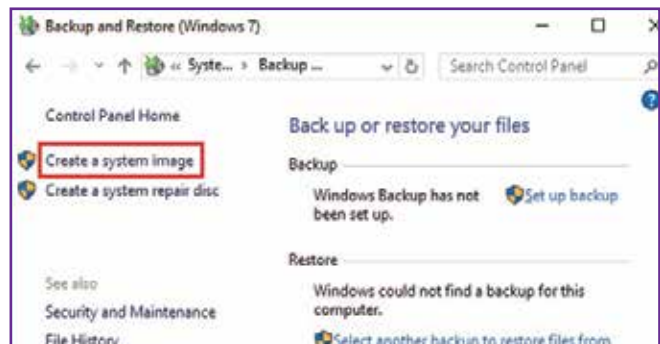 Backup and Restore (Windows 7)
« Syste... › Backup ...
Search Control Panel
Control Panel Home
Create a system image
Create a system repair disc
See also
Security and Maintenance
File History
Back up or restore your files
Backup
Windows Backup has not been set up.
Set up backup
Restore
Windows could not find a backup for this
computer.
Select another backup to restore files from